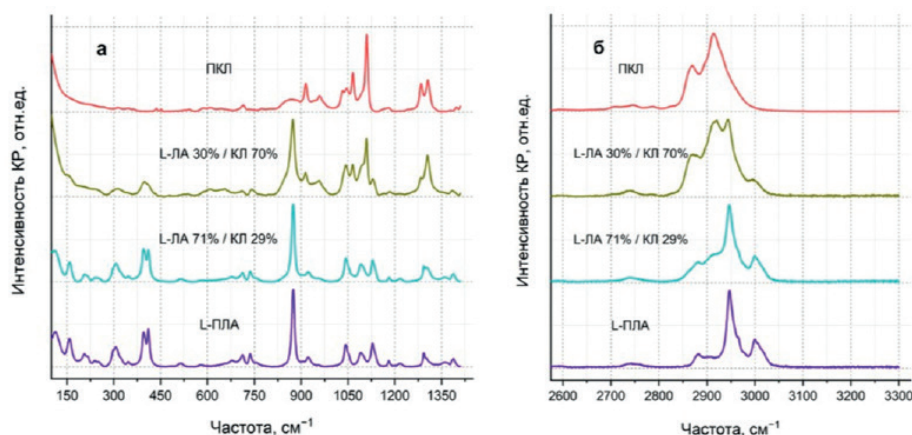 Интенсивность КР, отн.ед.
а
ПКЛ
L-ЛА 30% / КЛ 70%
L-ЛА 71% / КЛ 29%
L-ПЛА
150 300 450 600 750 900 1050 1200 1350
Частота, см⁻¹
Интенсивность КР, отн.ед.
б
ПКЛ
L-ЛА 30% / КЛ 70%
L-ЛА 71% / КЛ 29%
L-ПЛА
2600 2700 2800 2900 3000 3100 3200 3300
Частота, см⁻¹